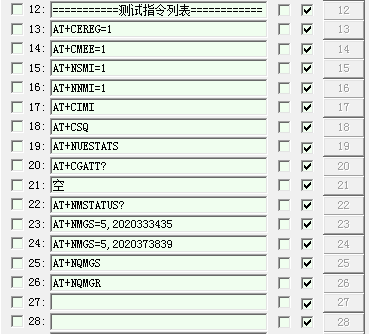 12: ===========测试指令列表============ 12
13: AT+CEREG=1 13
14: AT+CMEE=1 14
15: AT+NSMI=1 15
16: AT+NNMI=1 16
17: AT+CIMI 17
18: AT+CSQ 18
19: AT+NUESTATS 19
20: AT+CGATT? 20
21: 空 21
22: AT+NMSTATUS? 22
23: AT+NMGS=5,2020333435 23
24: AT+NMGS=5,2020373839 24
25: AT+NQMGS 25
26: AT+NQMGR 26
27: 27
28: 28